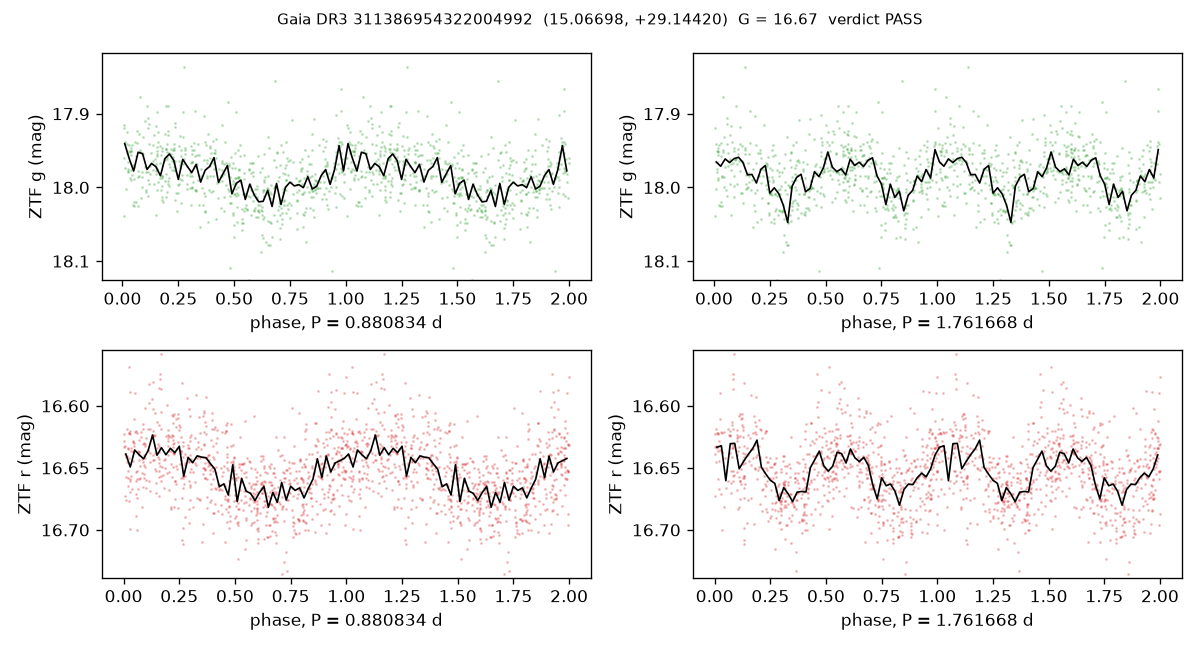 Gaia DR3 311386954322004992 (15.06698, +29.14420) G = 16.67 verdict PASS
ZTF g (mag)
17.9
18.0
18.1
0.00 0.25 0.50 0.75 1.00 1.25 1.50 1.75 2.00
phase, P = 0.880834 d
ZTF g (mag)
17.9
18.0
18.1
0.00 0.25 0.50 0.75 1.00 1.25 1.50 1.75 2.00
phase, P = 1.761668 d
ZTF r (mag)
16.60
16.65
16.70
0.00 0.25 0.50 0.75 1.00 1.25 1.50 1.75 2.00
phase, P = 0.880834 d
ZTF r (mag)
16.60
16.65
16.70
0.00 0.25 0.50 0.75 1.00 1.25 1.50 1.75 2.00
phase, P = 1.761668 d